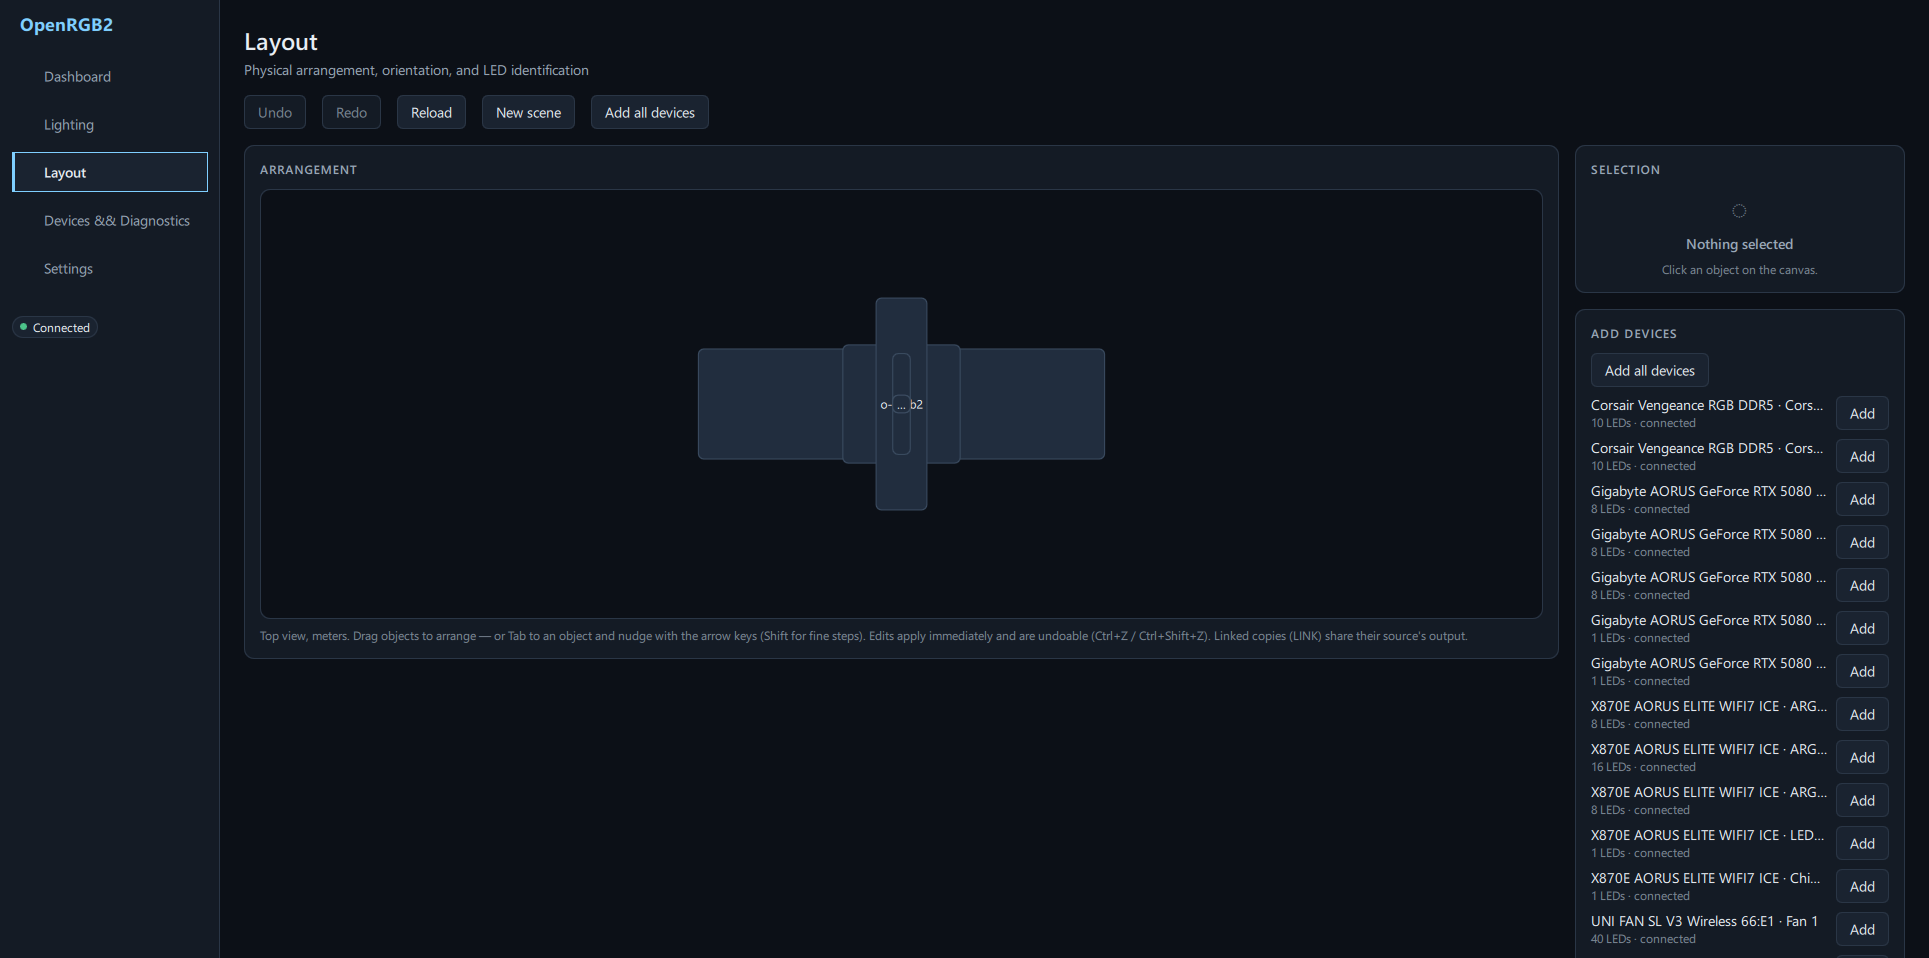 OpenRGB2
Dashboard
Lighting
Layout
Devices && Diagnostics
Settings
Connected
Layout
Physical arrangement, orientation, and LED identification
Undo
Redo
Reload
New scene
Add all devices
ARRANGEMENT
o-
...
b2
Top view, meters. Drag objects to arrange — or Tab to an object and nudge with the arrow keys (Shift for fine steps). Edits apply immediately and are undoable (Ctrl+Z / Ctrl+Shift+Z). Linked copies (LINK) share their source's output.
SELECTION
Nothing selected
Click an object on the canvas.
ADD DEVICES
Add all devices
Corsair Vengeance RGB DDR5 · Cors...
10 LEDs · connected
Add
Corsair Vengeance RGB DDR5 · Cors...
10 LEDs · connected
Add
Gigabyte AORUS GeForce RTX 5080 ...
8 LEDs · connected
Add
Gigabyte AORUS GeForce RTX 5080 ...
8 LEDs · connected
Add
Gigabyte AORUS GeForce RTX 5080 ...
8 LEDs · connected
Add
Gigabyte AORUS GeForce RTX 5080 ...
1 LEDs · connected
Add
Gigabyte AORUS GeForce RTX 5080 ...
1 LEDs · connected
Add
X870E AORUS ELITE WIFI7 ICE · ARG...
8 LEDs · connected
Add
X870E AORUS ELITE WIFI7 ICE · ARG...
16 LEDs · connected
Add
X870E AORUS ELITE WIFI7 ICE · ARG...
8 LEDs · connected
Add
X870E AORUS ELITE WIFI7 ICE · LED...
1 LEDs · connected
Add
X870E AORUS ELITE WIFI7 ICE · Chi...
1 LEDs · connected
Add
UNI FAN SL V3 Wireless 66:E1 · Fan 1
40 LEDs · connected
Add